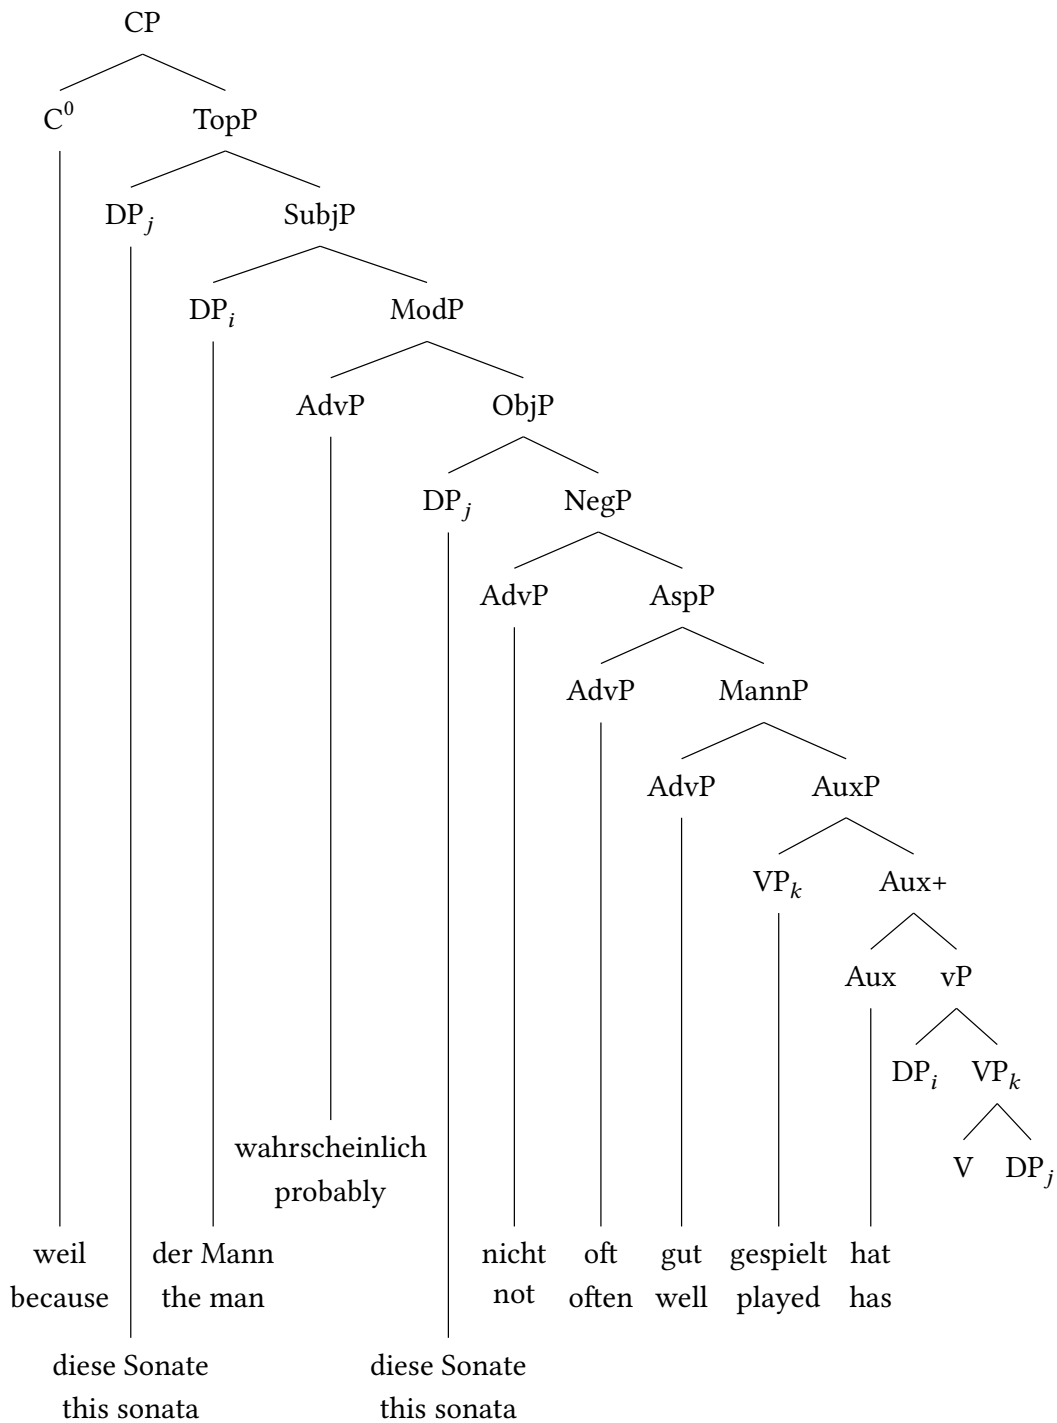 CP
C⁰ TopP
DPⱼ SubjP
DPᵢ ModP
AdvP ObjP
DPⱼ NegP
AdvP AspP
AdvP MannP
AdvP AuxP
VPₖ Aux+
Aux vP
DPᵢ VPₖ
V DPⱼ
wahrscheinlich
probably
weil der Mann nicht oft gut gespielt hat
because the man not often well played has
diese Sonate diese Sonate
this sonata this sonata